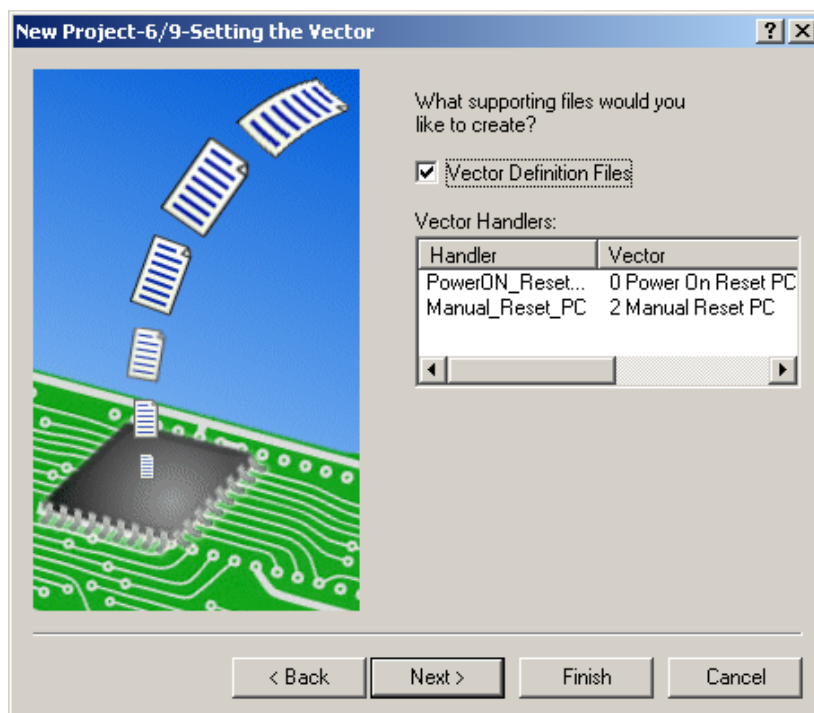 New Project-6/9-Setting the Vector
What supporting files would you
like to create?
Vector Definition Files
Vector Handlers:
Handler Vector
PowerON_Reset... 0 Power On Reset PC
Manual_Reset_PC 2 Manual Reset PC
< Back Next > Finish Cancel